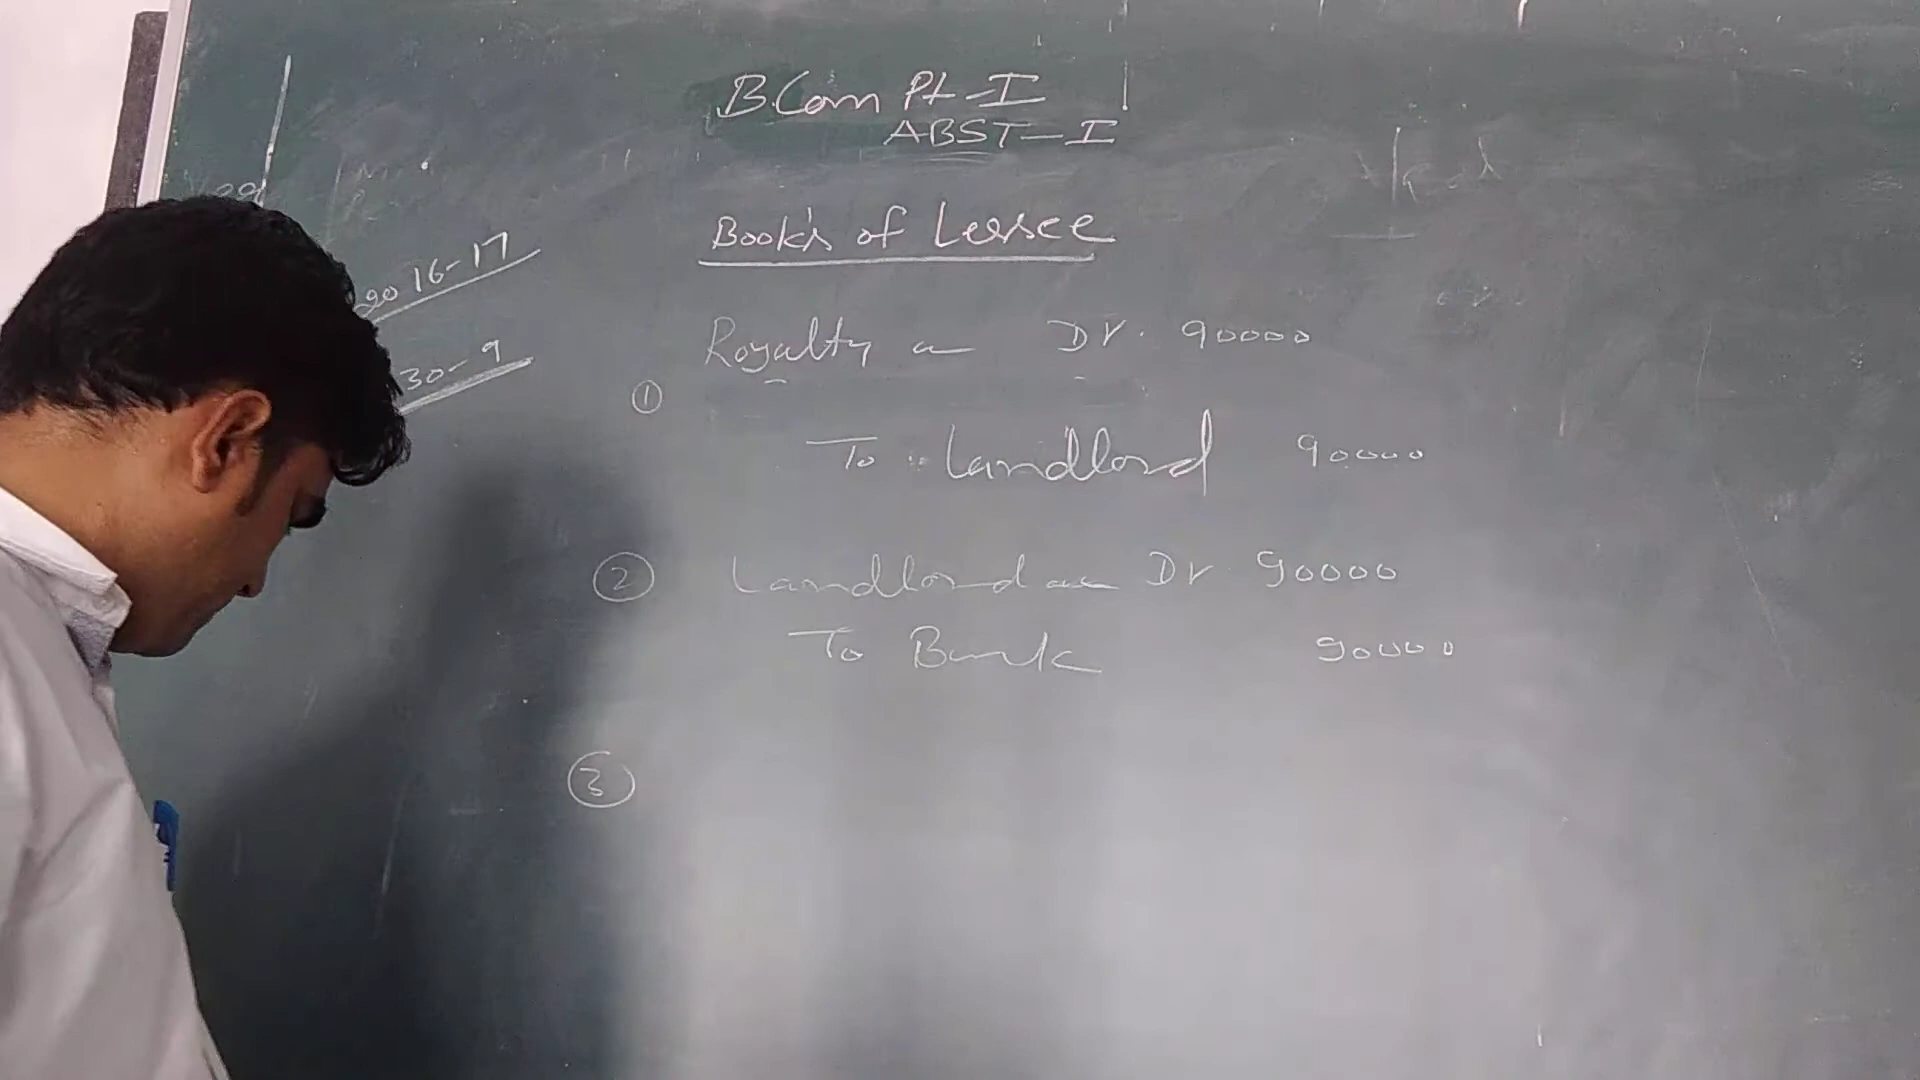 B.Com Pt-I
ABST-I
Book's of Lessee
2016-17
30-9
Royalty a Dr. 90000
①
To Landlord 90000
② Landlord a Dr 90000
To Bank 90000
③